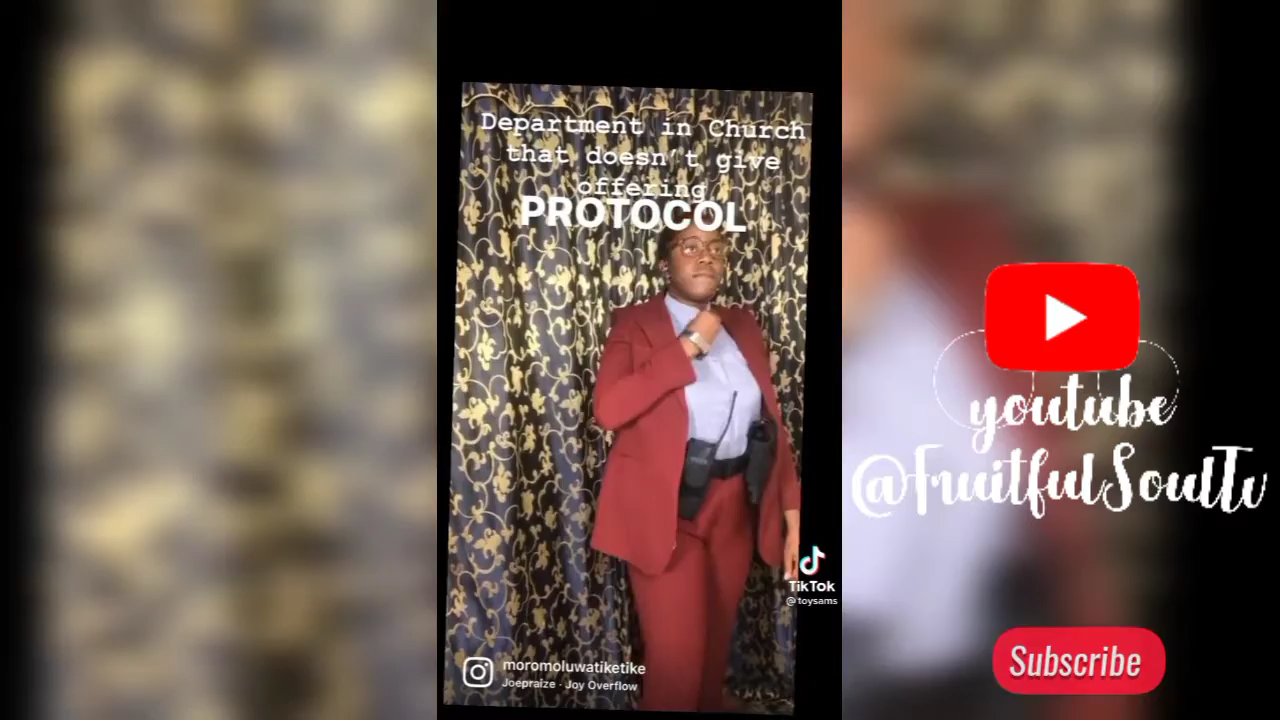 Department in Church
that doesn't give
offering
PROTOCOL
youtube
@FruitfulSoulTv
TikTok
@toysams
Subscribe
moromoluwatiketike
Joepraize · Joy Overflow